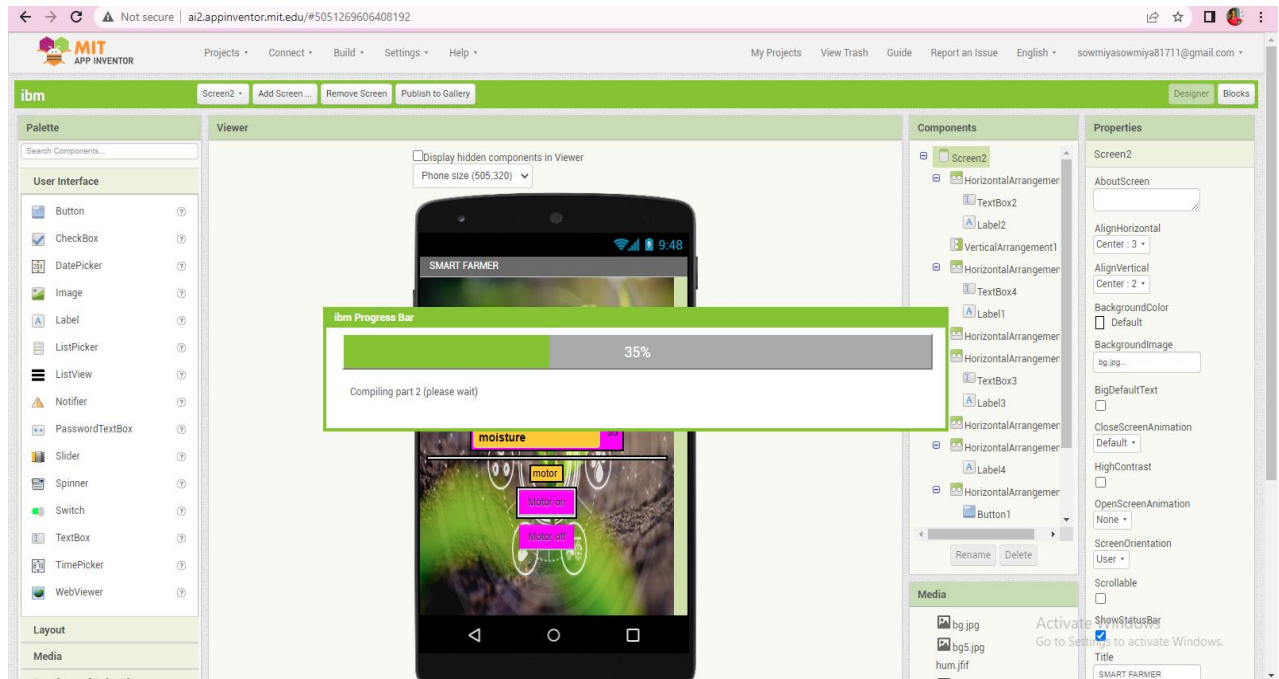 Not secure | ai2.appinventor.mit.edu/#5051269606408192
MIT
APP INVENTOR
Projects Connect Build Settings Help My Projects View Trash Guide Report an Issue English sowmiyasowmiya81711@gmail.com
ibm Screen2 Add Screen ... Remove Screen Publish to Gallery Designer Blocks
Palette
Search Components...
User Interface
Button
CheckBox
DatePicker
Image
Label
ListPicker
ListView
Notifier
PasswordTextBox
Slider
Spinner
Switch
TextBox
TimePicker
WebViewer
Layout
Media
Viewer
Display hidden components in Viewer
Phone size (505,320)
9:48
SMART FARMER
ibm Progress Bar
35%
Compiling part 2 (please wait)
moisture
motor
Motor on
Motor off
Components
Screen2
HorizontalArrangemer
TextBox2
Label2
VerticalArrangement1
HorizontalArrangemer
TextBox4
Label1
HorizontalArrangemer
HorizontalArrangemer
TextBox3
Label3
HorizontalArrangemer
HorizontalArrangemer
Label4
HorizontalArrangemer
Button1
Rename Delete
Media
bg.jpg
bg5.jpg
hum.jfif
Properties
Screen2
AboutScreen
AlignHorizontal
Center : 3
AlignVertical
Center : 2
BackgroundColor
Default
BackgroundImage
bg.jpg...
BigDefaultText
CloseScreenAnimation
Default
HighContrast
OpenScreenAnimation
None
ScreenOrientation
User
Scrollable
ShowStatusBar
Title
SMART FARMER
Activate Windows
Go to Settings to activate Windows.